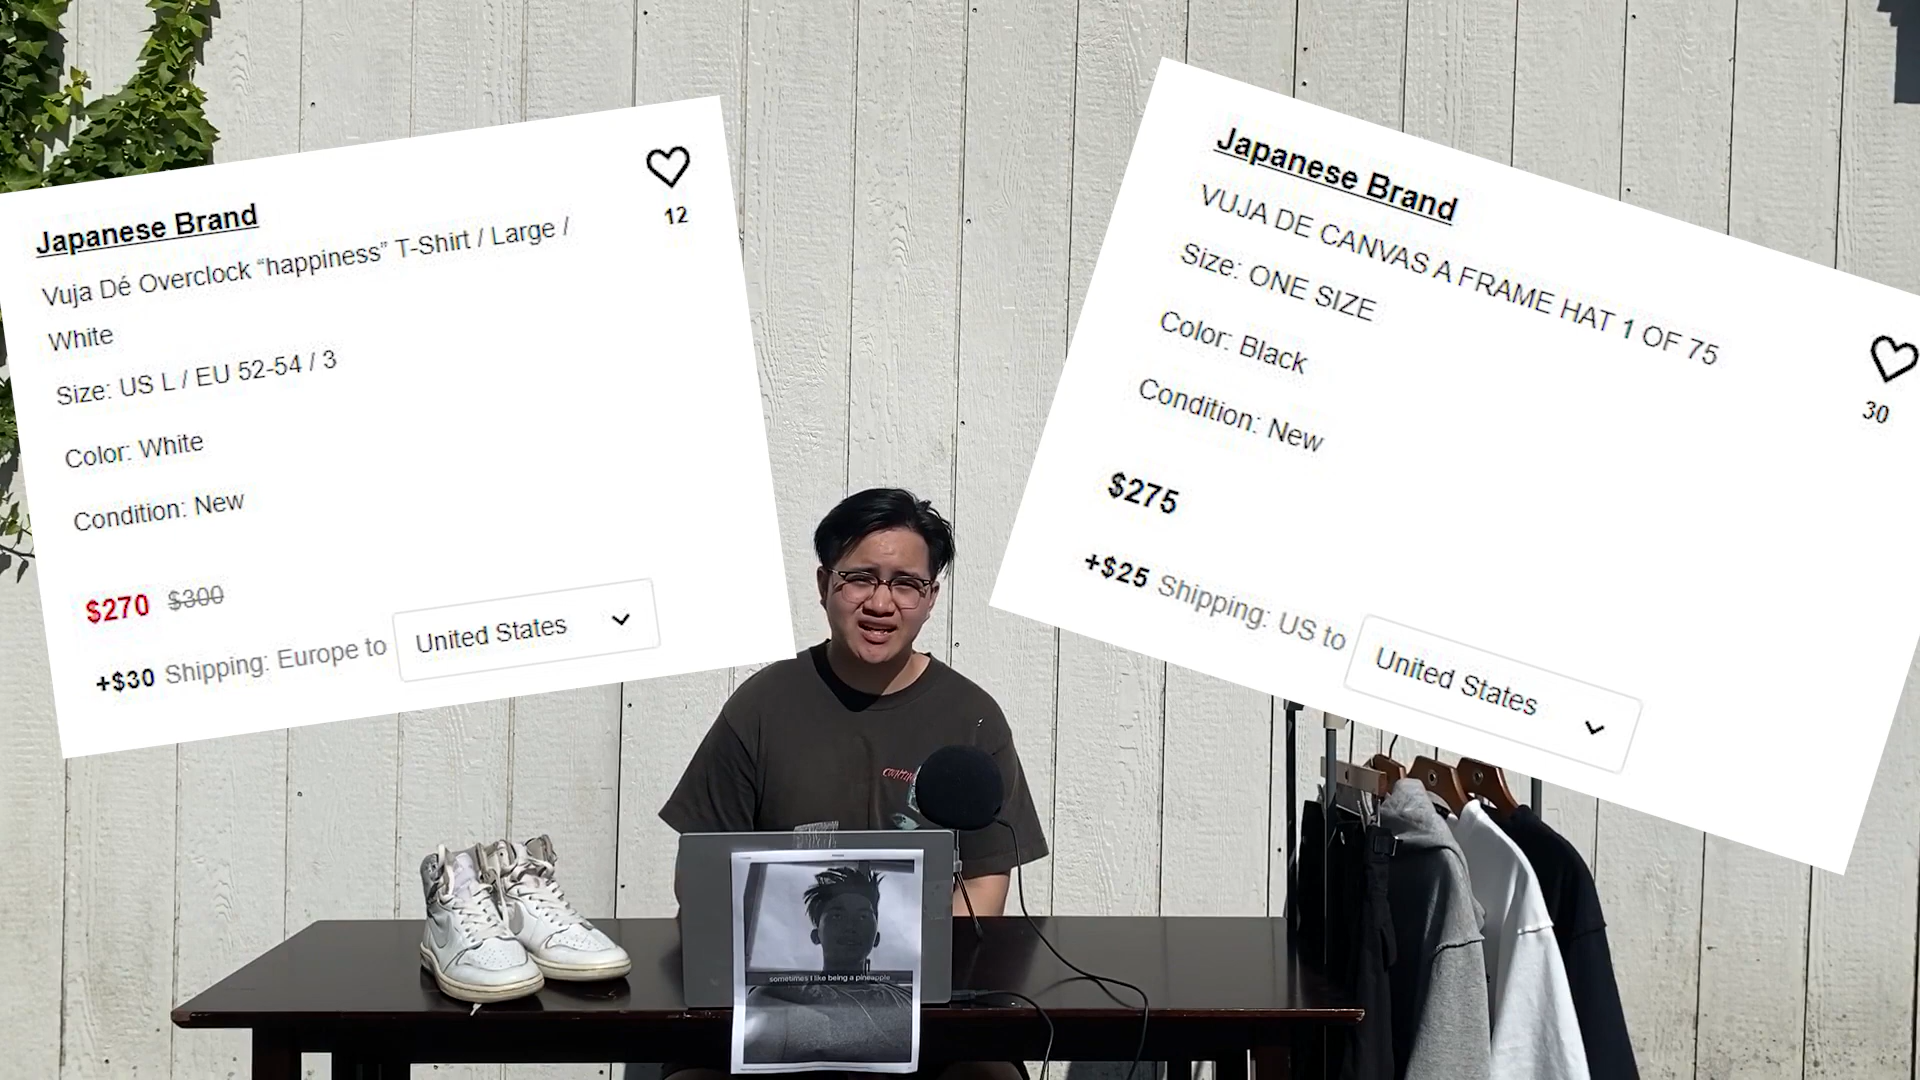 Japanese Brand
12
Vuja Dé Overclock “happiness” T-Shirt / Large /
White
Size: US L / EU 52-54 / 3
Color: White
Condition: New
$270 $300
+$30 Shipping: Europe to United States
Japanese Brand
VUJA DE CANVAS A FRAME HAT 1 OF 75
Size: ONE SIZE
Color: Black
30
Condition: New
$275
+$25 Shipping: US to United States
sometimes I like being a pineapple